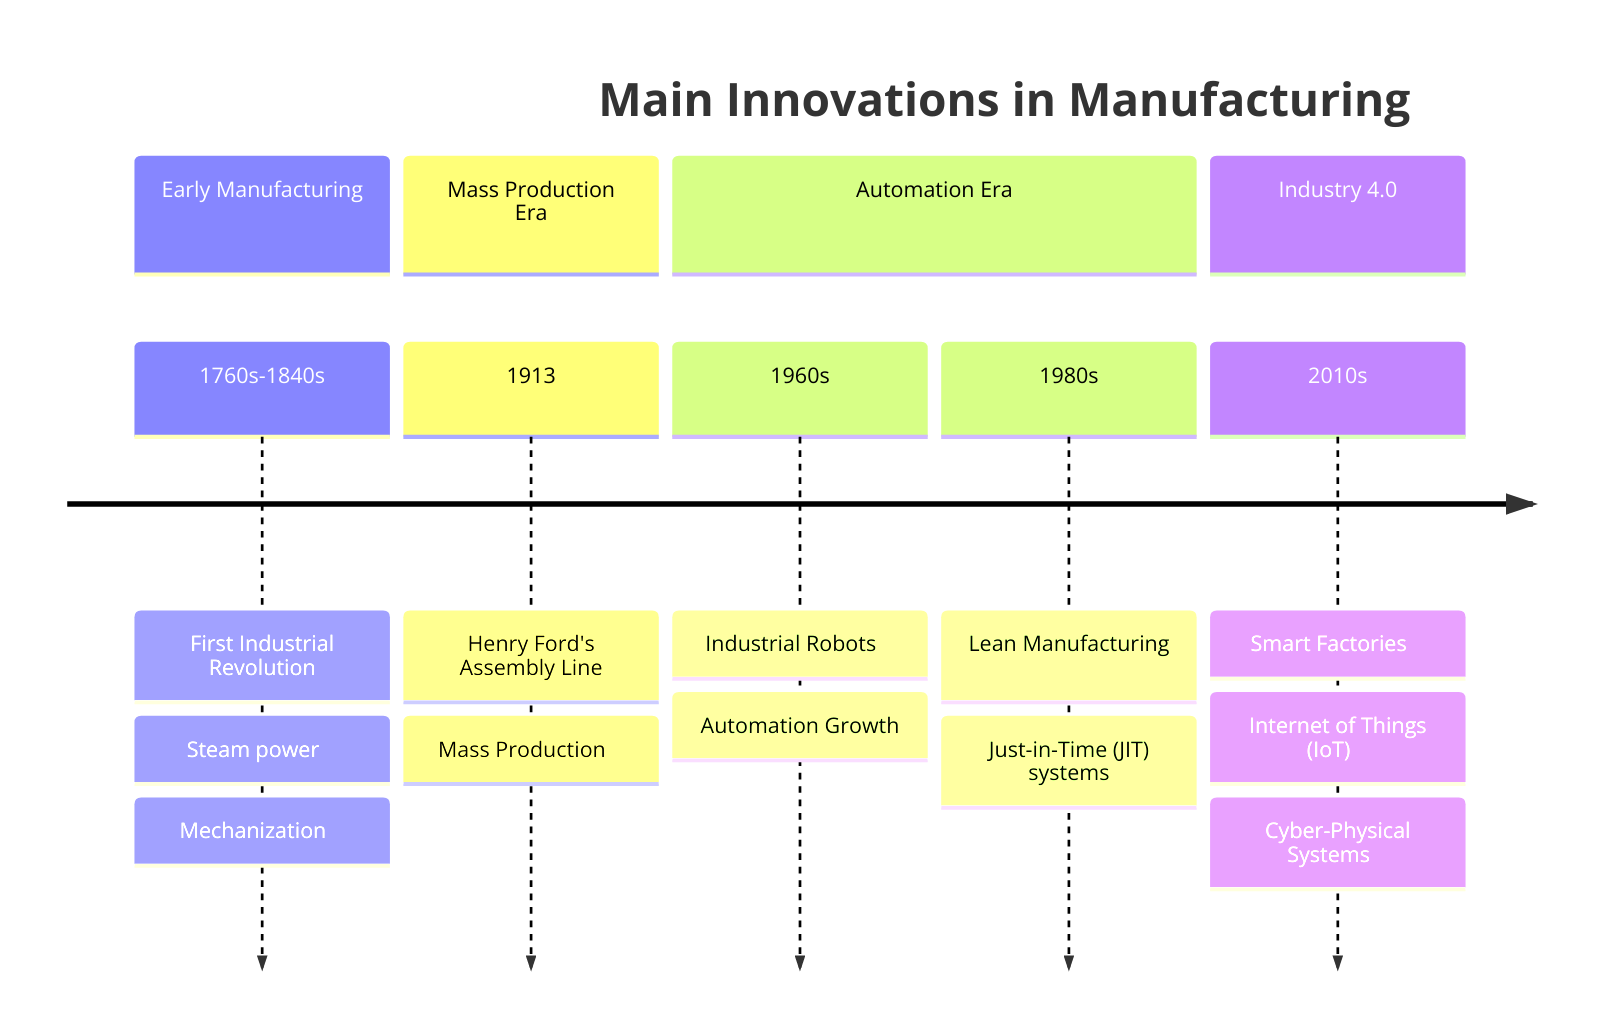 Main Innovations in Manufacturing
Early Manufacturing
Mass Production
Era
Automation Era
Industry 4.0
1760s-1840s
1913
1960s
1980s
2010s
First Industrial
Revolution
Steam power
Mechanization
Henry Ford's
Assembly Line
Mass Production
Industrial Robots
Automation Growth
Lean Manufacturing
Just-in-Time (JIT)
systems
Smart Factories
Internet of Things
(IoT)
Cyber-Physical
Systems